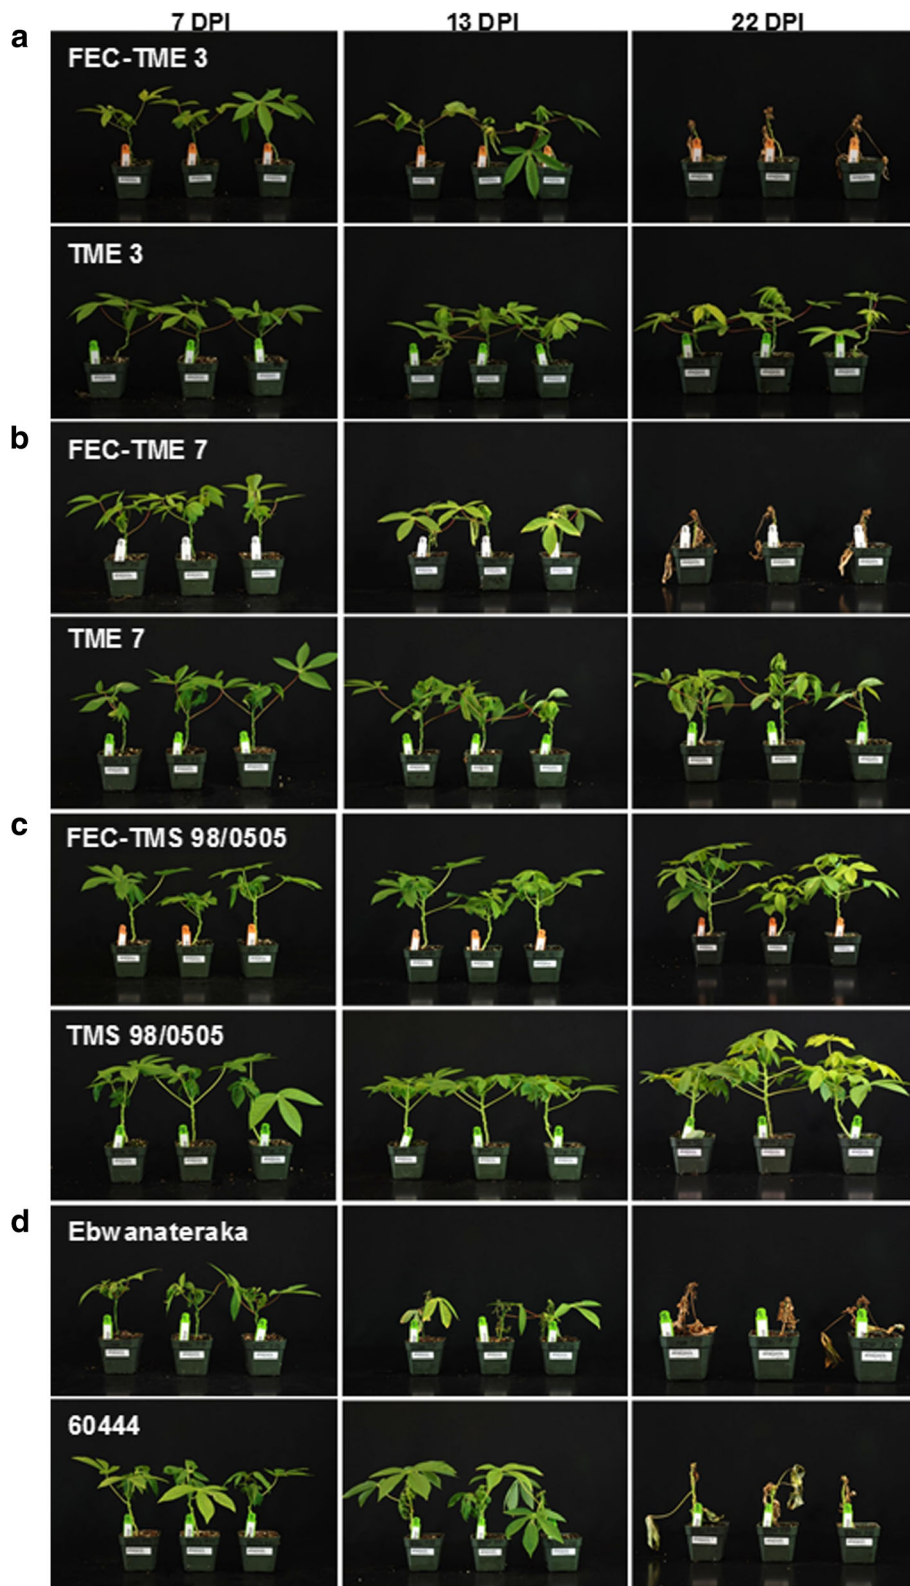 7 DPI 13 DPI 22 DPI
a
FEC-TME 3
TME 3
b
FEC-TME 7
TME 7
c
FEC-TMS 98/0505
TMS 98/0505
d
Ebwanateraka
60444